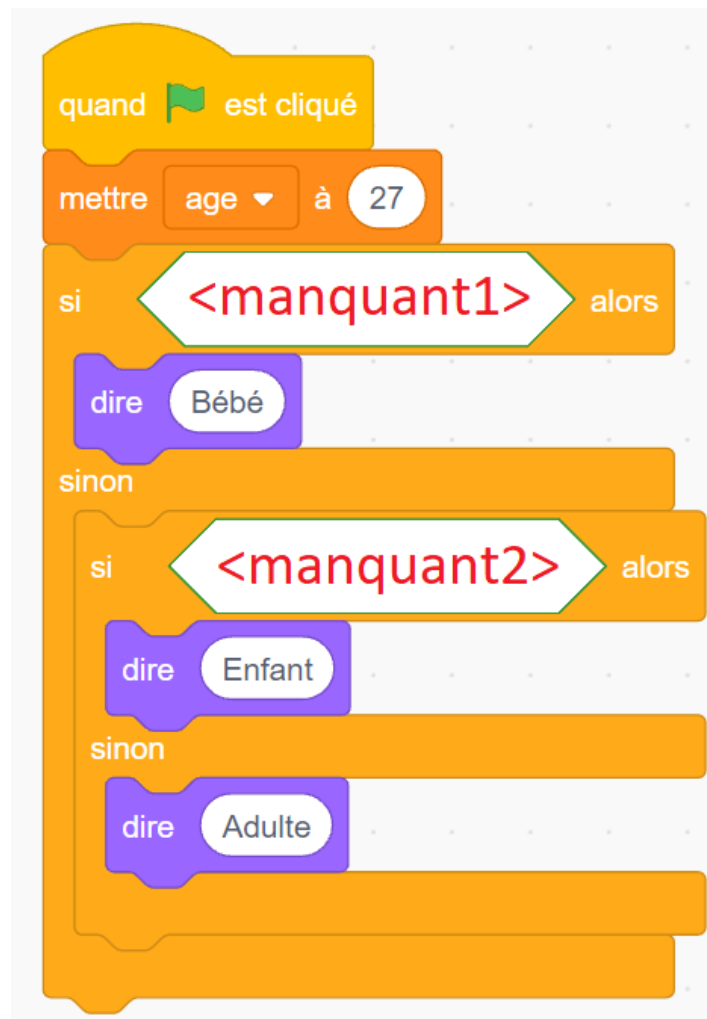 quand est cliqué
mettre age à 27
si <manquant1> alors
dire Bébé
sinon
si <manquant2> alors
dire Enfant
sinon
dire Adulte